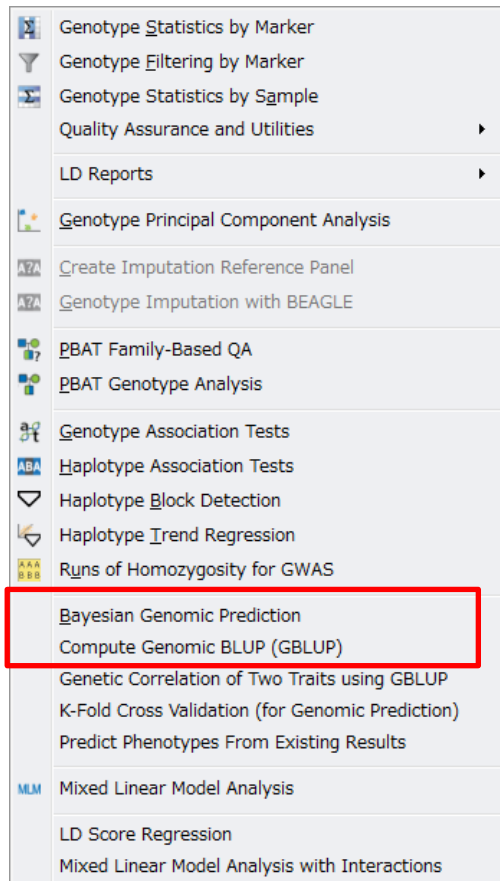 Genotype Statistics by Marker
Genotype Filtering by Marker
Genotype Statistics by Sample
Quality Assurance and Utilities
LD Reports
Genotype Principal Component Analysis
A?A Create Imputation Reference Panel
A?A Genotype Imputation with BEAGLE
PBAT Family-Based QA
PBAT Genotype Analysis
Genotype Association Tests
ABA Haplotype Association Tests
Haplotype Block Detection
Haplotype Trend Regression
AAA BBB Runs of Homozygosity for GWAS
Bayesian Genomic Prediction
Compute Genomic BLUP (GBLUP)
Genetic Correlation of Two Traits using GBLUP
K-Fold Cross Validation (for Genomic Prediction)
Predict Phenotypes From Existing Results
MLM Mixed Linear Model Analysis
LD Score Regression
Mixed Linear Model Analysis with Interactions